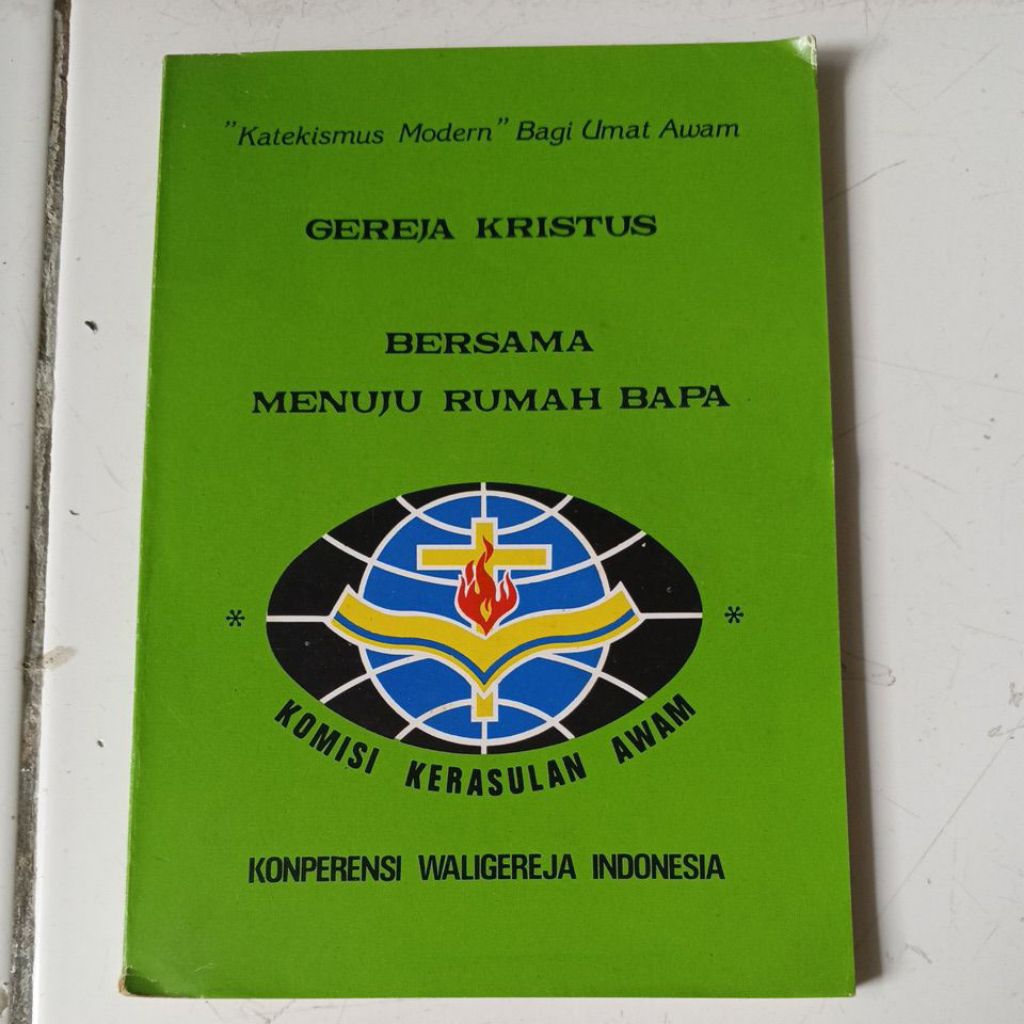 "Katekismus Modern" Bagi Umat Awam
GEREJA KRISTUS
BERSAMA
MENUJU RUMAH BAPA
* *
KOMISI KERASULAN AWAM
KONPERENSI WALIGEREJA INDONESIA